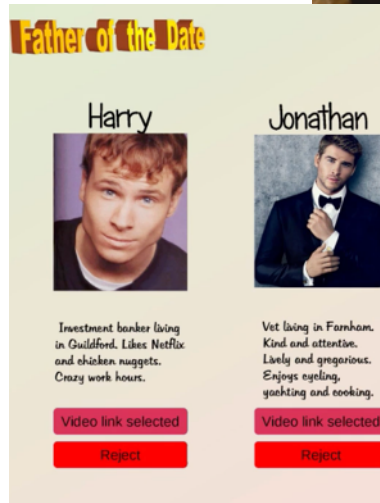 Father of the Date
Harry
Jonathan
Investment banker living
in Guildford. Likes Netflix
and chicken nuggets.
Crazy work hours.
Video link selected
Reject
Vet living in Farnham.
Kind and attentive.
Lively and gregarious.
Enjoys cycling,
yachting and cooking.
Video link selected
Reject